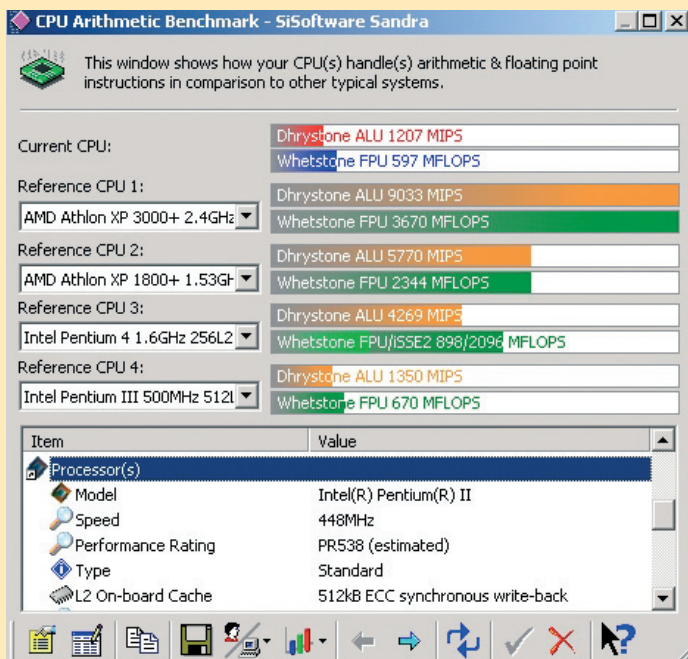 CPU Arithmetic Benchmark - SiSoftware Sandra
This window shows how your CPU(s) handle(s) arithmetic & floating point
instructions in comparison to other typical systems.
Current CPU:
Dhrystone ALU 1207 MIPS
Whetstone FPU 597 MFLOPS
Reference CPU 1:
AMD Athlon XP 3000+ 2.4GHz
Dhrystone ALU 9033 MIPS
Whetstone FPU 3670 MFLOPS
Reference CPU 2:
AMD Athlon XP 1800+ 1.53GH
Dhrystone ALU 5770 MIPS
Whetstone FPU 2344 MFLOPS
Reference CPU 3:
Intel Pentium 4 1.6GHz 256L2
Dhrystone ALU 4269 MIPS
Whetstone FPU/iSSE2 898/2096 MFLOPS
Reference CPU 4:
Intel Pentium III 500MHz 512L
Dhrystone ALU 1350 MIPS
Whetstone FPU 670 MFLOPS
Item Value
Processor(s)
Model Intel(R) Pentium(R) II
Speed 448MHz
Performance Rating PR538 (estimated)
Type Standard
L2 On-board Cache 512kB ECC synchronous write-back